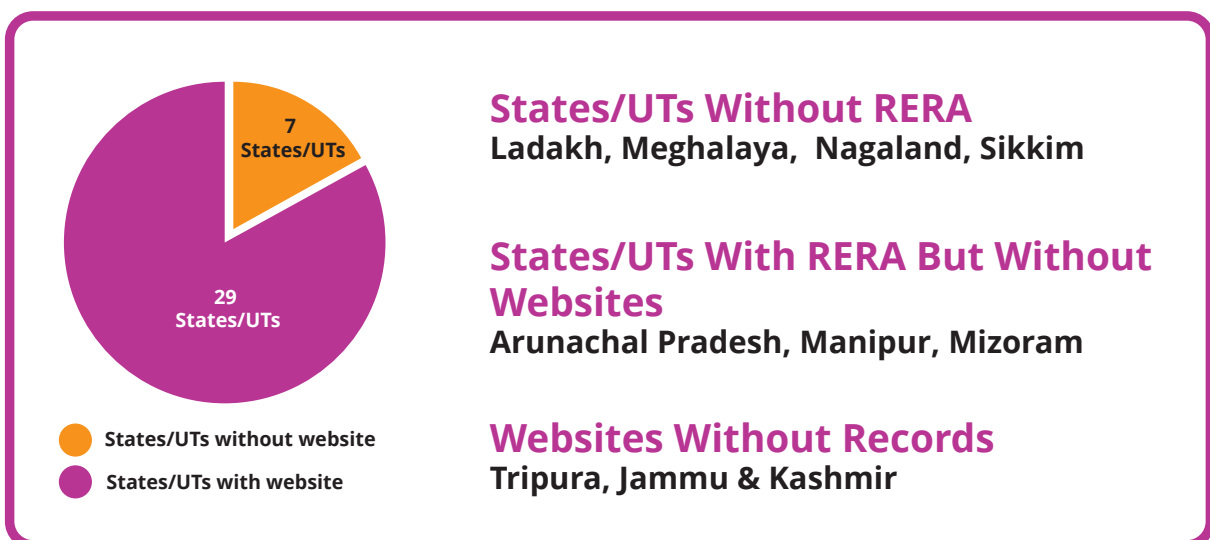 7
States/UTs
29
States/UTs
States/UTs without website
States/UTs with website
States/UTs Without RERA
Ladakh, Meghalaya, Nagaland, Sikkim
States/UTs With RERA But Without
Websites
Arunachal Pradesh, Manipur, Mizoram
Websites Without Records
Tripura, Jammu & Kashmir